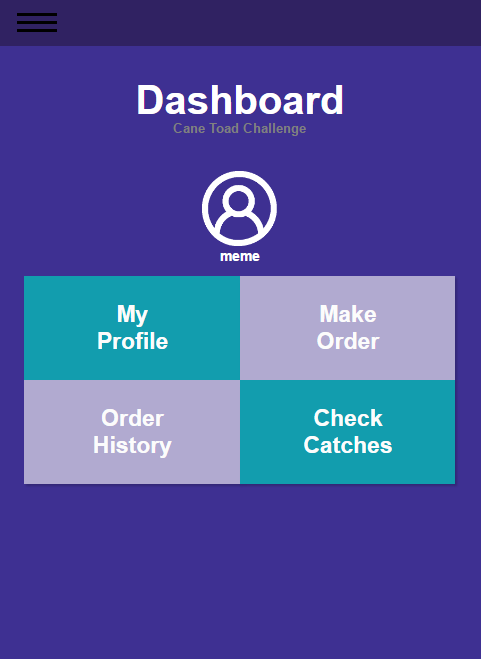 Dashboard
Cane Toad Challenge
meme
My
Profile
Make
Order
Order
History
Check
Catches